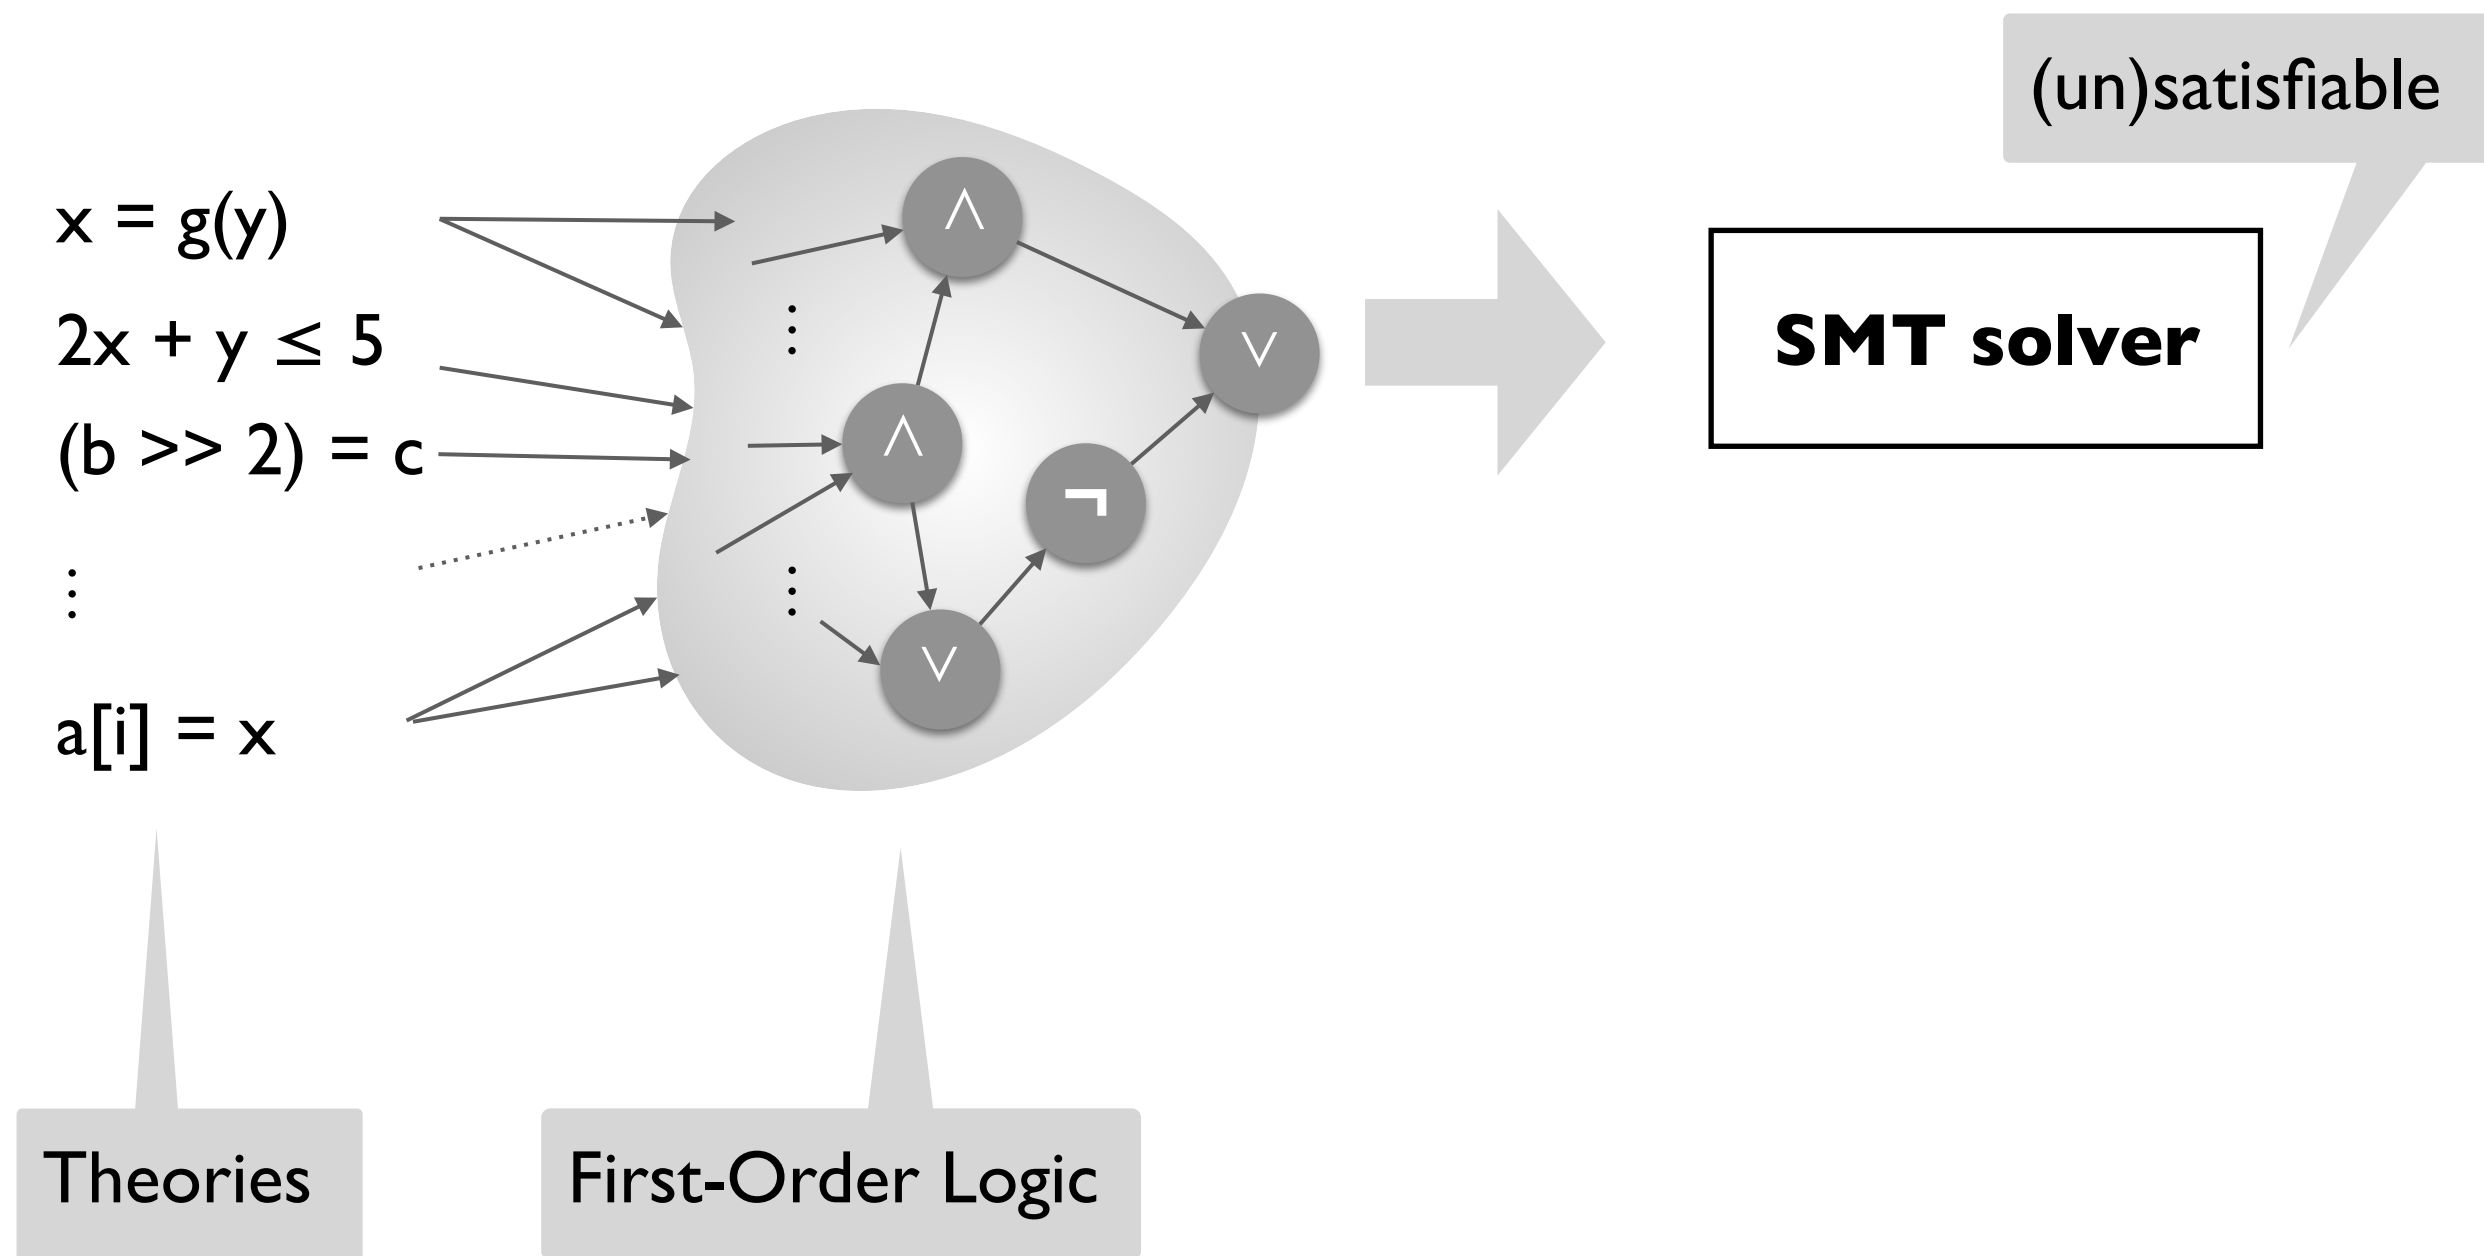 (un)satisfiable
x = g(y)
2x + y ≤ 5
(b >> 2) = c
⋮
a[i] = x
∧
⋮
∨
∧
¬
⋮
∨
SMT solver
Theories
First-Order Logic